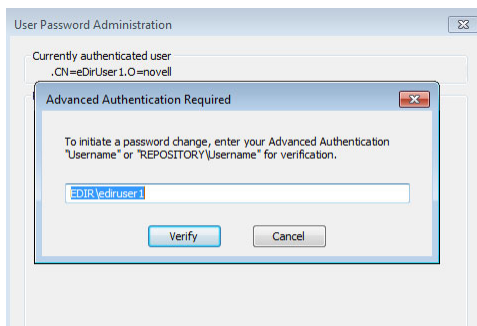 User Password Administration
Currently authenticated user
.CN=eDirUser1.O=novell
Advanced Authentication Required
To initiate a password change, enter your Advanced Authentication
"Username" or "REPOSITORY\Username" for verification.
EDIR\ediruser1
Verify Cancel